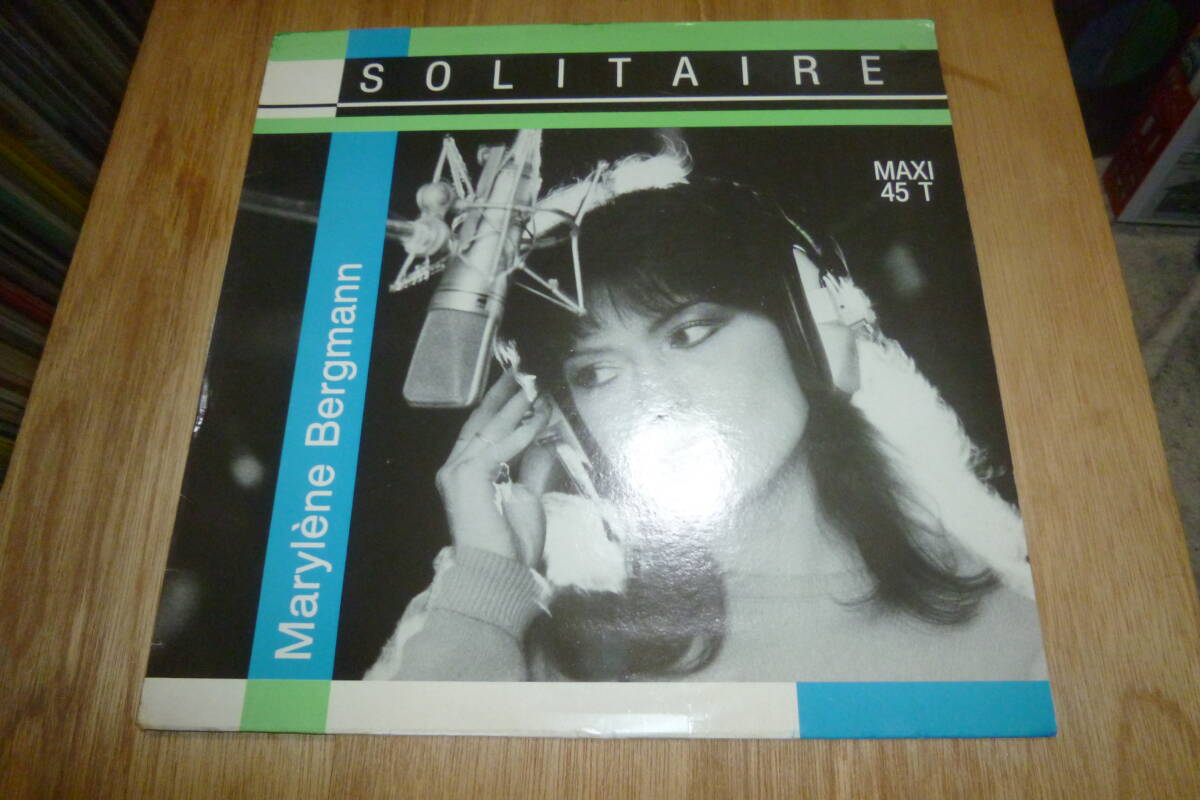 SOLITAIRE
MAXI
45 T
Marylène Bergmann